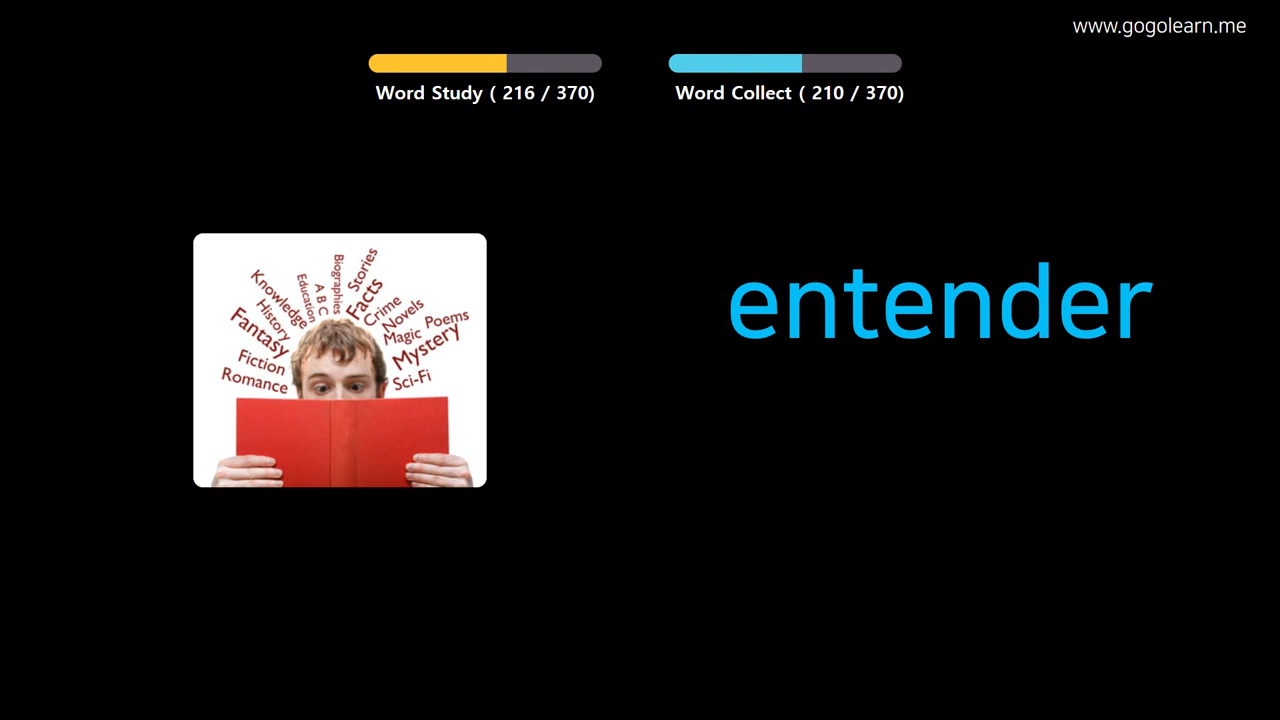 www.gogolearn.me
Word Study ( 216 / 370)
Word Collect ( 210 / 370)
entender
Knowledge
History
Fantasy
Fiction
Romance
Education
A B C
Biographies
Stories
Facts
Crime
Novels
Magic
Poems
Mystery
Sci-Fi